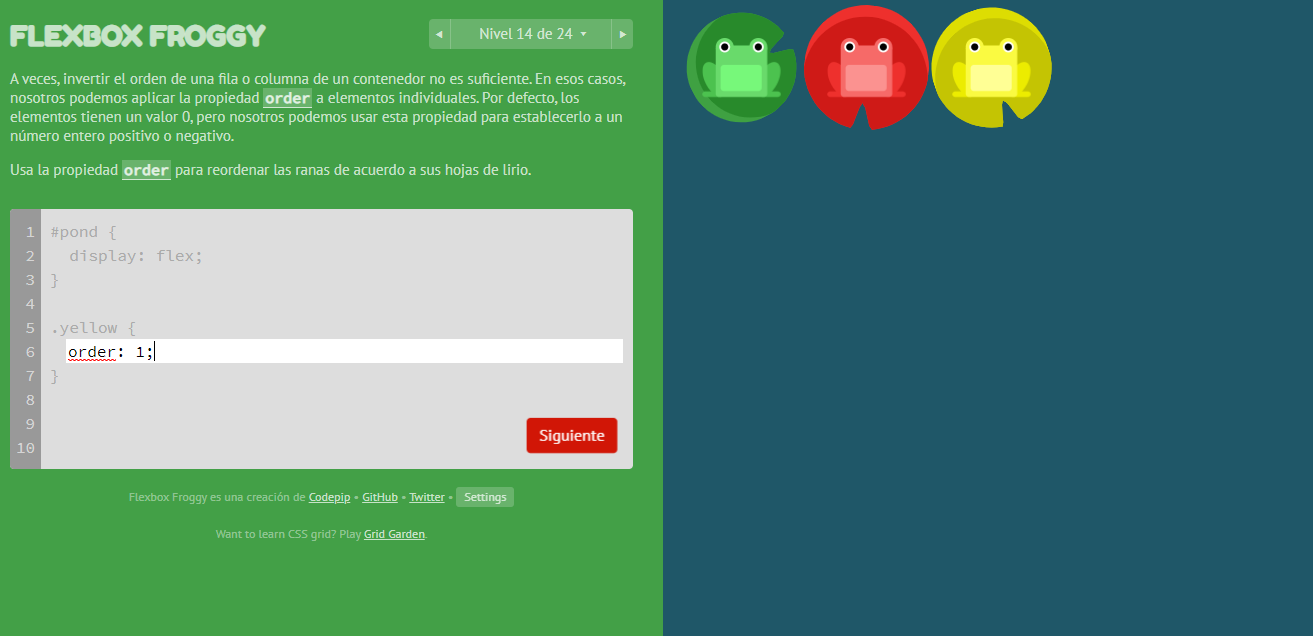 FLEXBOX FROGGY
◀ Nivel 14 de 24 ▾ ▶
A veces, invertir el orden de una fila o columna de un contenedor no es suficiente. En esos casos,
nosotros podemos aplicar la propiedad order a elementos individuales. Por defecto, los
elementos tienen un valor 0, pero nosotros podemos usar esta propiedad para establecerlo a un
número entero positivo o negativo.
Usa la propiedad order para reordenar las ranas de acuerdo a sus hojas de lirio.
1 #pond {
2 display: flex;
3 }
4
5 .yellow {
6 order: 1;
7 }
8
9
10
Siguiente
Flexbox Froggy es una creación de Codepip • GitHub • Twitter • Settings
Want to learn CSS grid? Play Grid Garden.